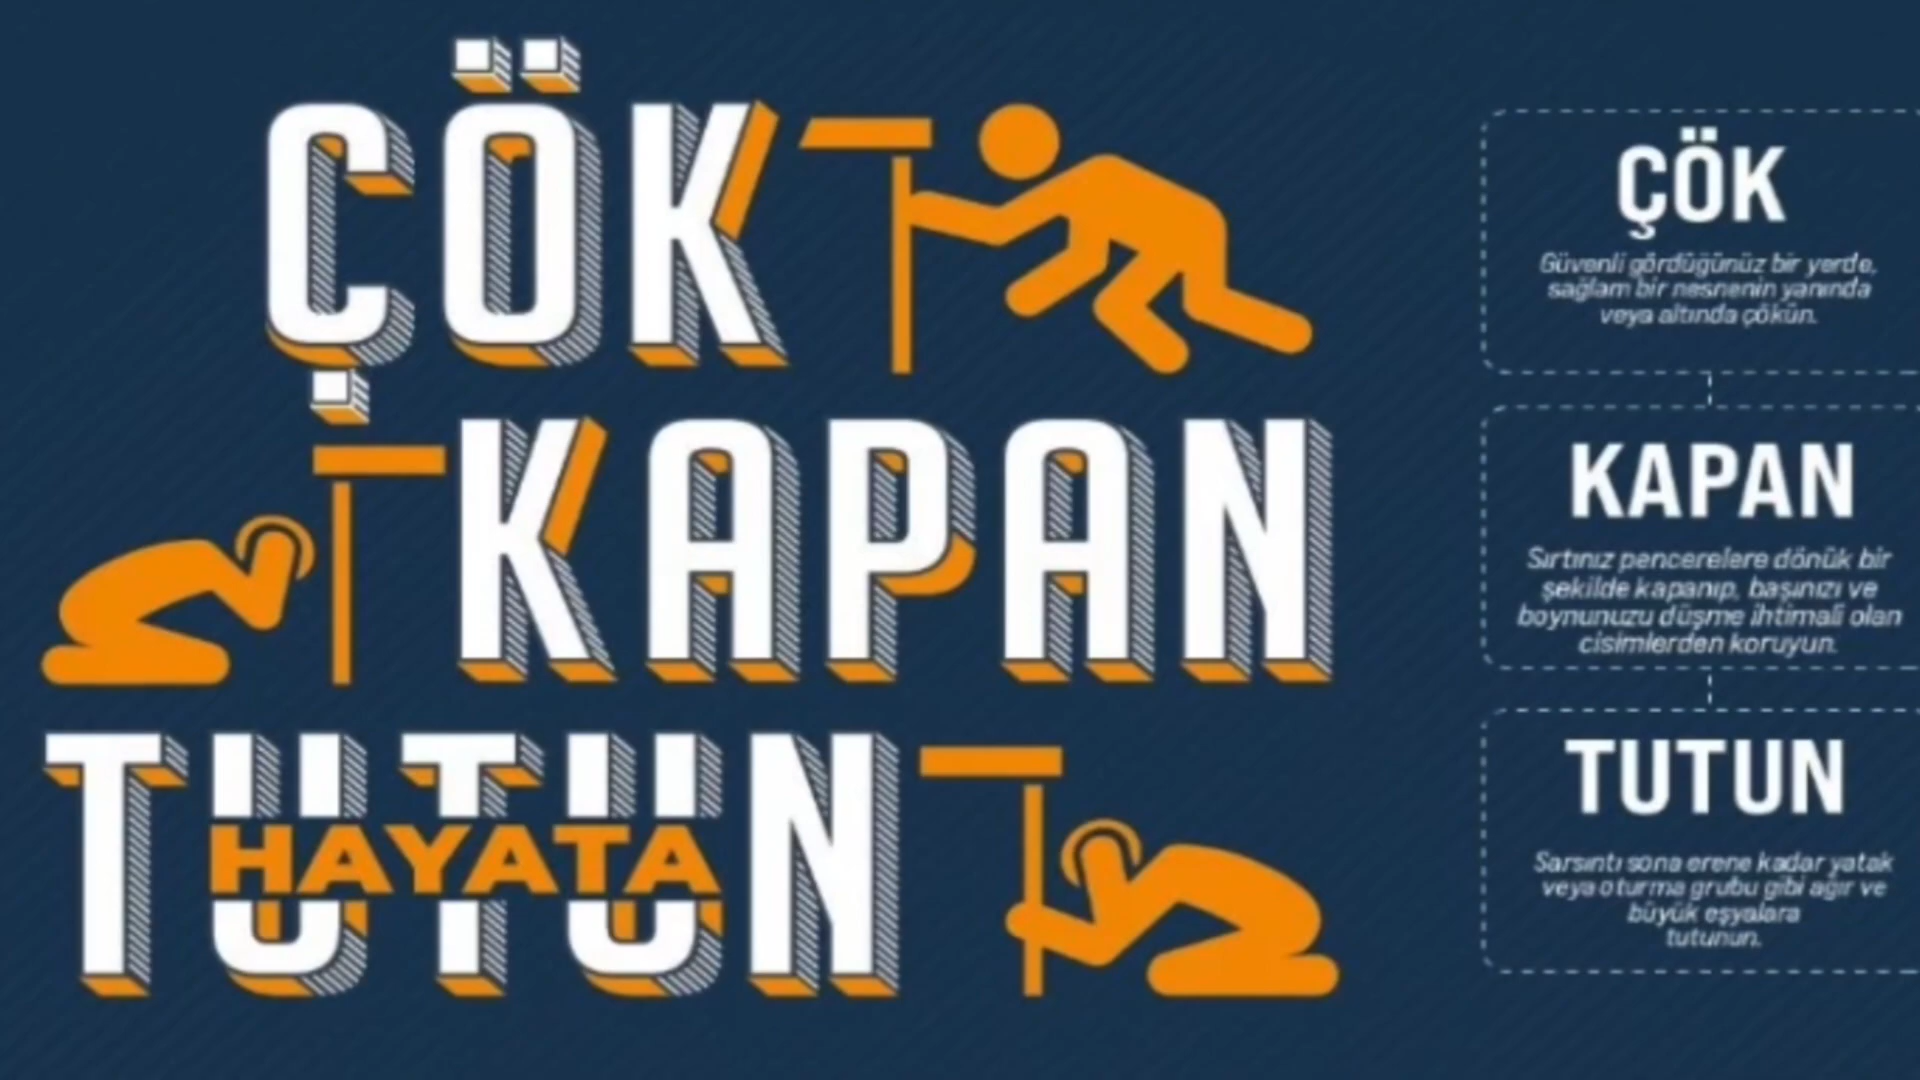 ÇÖK
KAPAN
TUTUN
HAYATA
ÇÖK
Güvenli gördüğünüz bir yerde,
sağlam bir nesnenin yanında
veya altında çökün.
KAPAN
Sırtınız pencerelere dönük bir
şekilde kapanıp, başınızı ve
boynunuzu düşme ihtimali olan
cisimlerden koruyun.
TUTUN
Sarsıntı sona erene kadar yatak
veya oturma grubu gibi ağır ve
büyük eşyalara
tutunun.